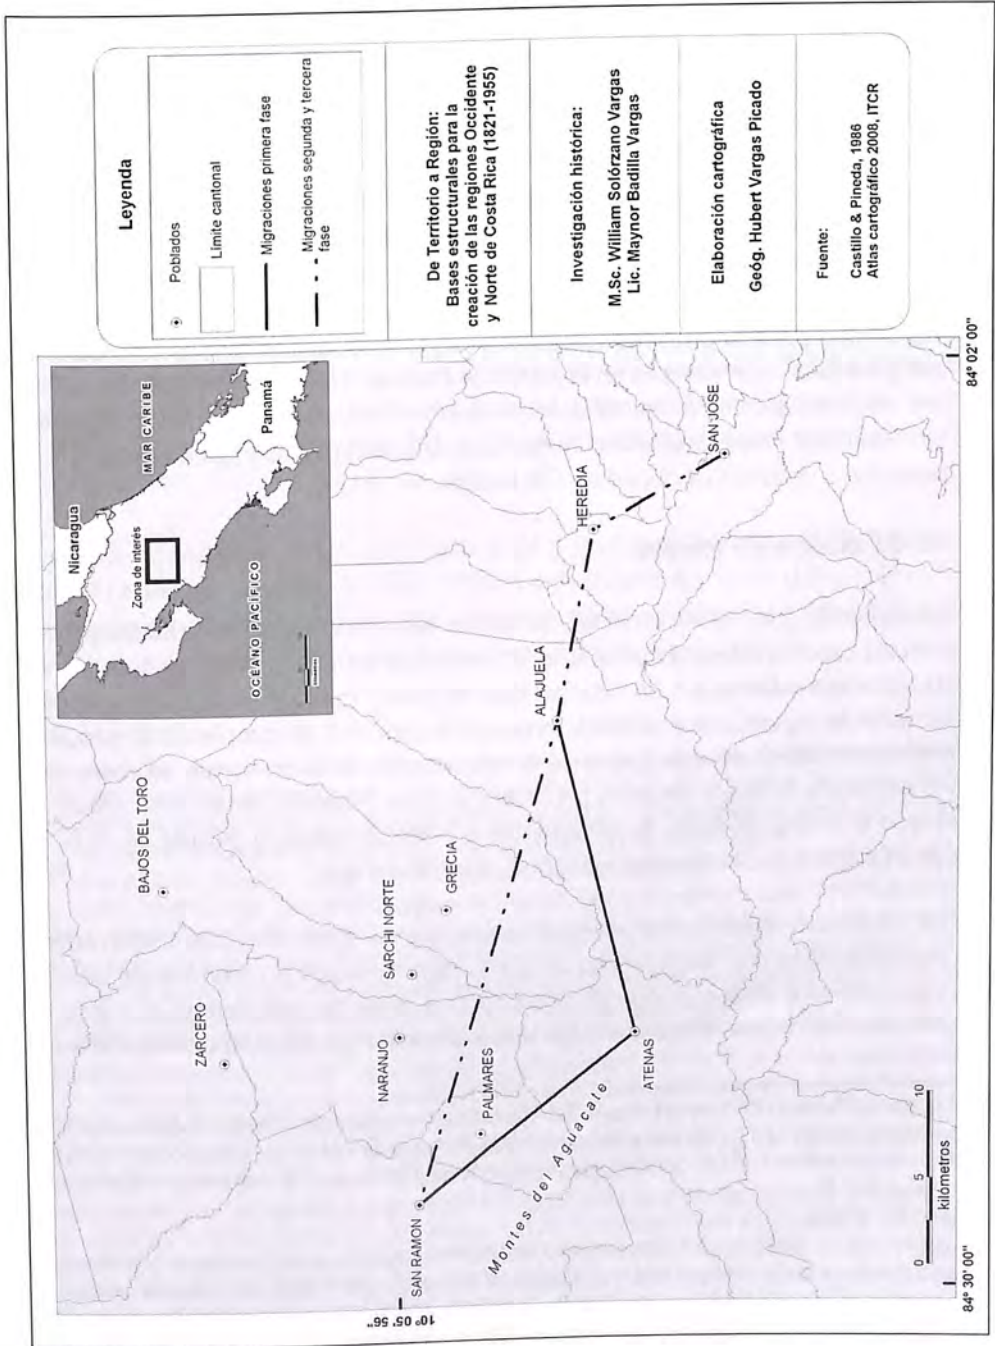 Leyenda
Poblados
Límite cantonal
Migraciones primera fase
Migraciones segunda y tercera
fase
De Territorio a Región:
Bases estructurales para la
creación de las regiones Occidente
y Norte de Costa Rica (1821-1955)
Investigación histórica:
M.Sc. William Solórzano Vargas
Lic. Maynor Badilla Vargas
Elaboración cartográfica
Geóg. Hubert Vargas Picado
Fuente:
Castillo & Pineda, 1986
Atlas cartográfico 2008, ITCR
Nicaragua
MAR CARIBE
Zona de interés
Panamá
OCÉANO PACÍFICO
BAJOS DEL TORO
ZARCERO
SARCHI NORTE
GRECIA
NARANJO
PALMARES
SAN RAMON
ALAJUELA
HEREDIA
SAN JOSE
ATENAS
Montes del Aguacate
10° 05' 56"
0 5 10
kilómetros
84° 30' 00"
84° 02' 00"